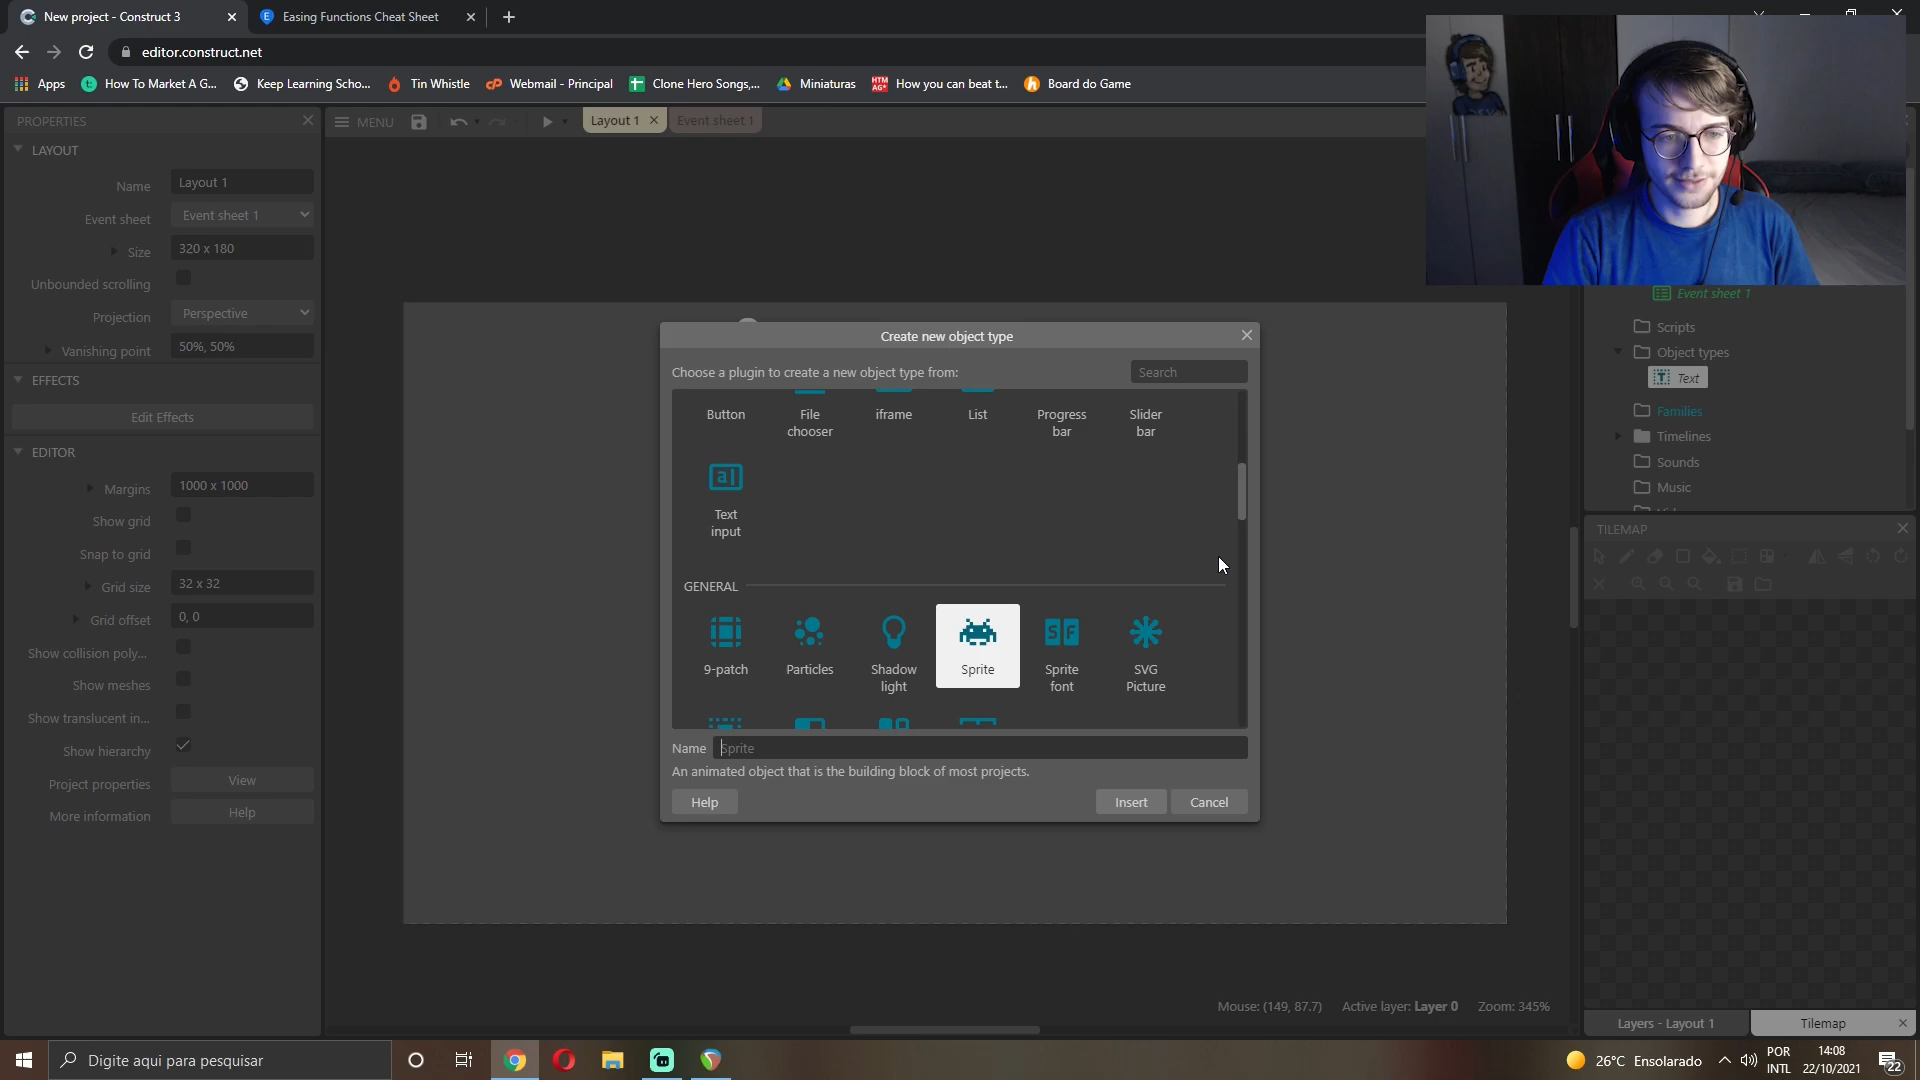 New project - Construct 3
Easing Functions Cheat Sheet
editor.construct.net
Apps
How To Market A G...
Keep Learning Scho...
Tin Whistle
Webmail - Principal
Clone Hero Songs,...
Miniaturas
How you can beat t...
Board do Game
PROPERTIES
MENU
Layout 1
Event sheet 1
LAYOUT
Name
Layout 1
Event sheet
Event sheet 1
Size
320 x 180
Unbounded scrolling
Projection
Perspective
Vanishing point
50%, 50%
EFFECTS
Edit Effects
EDITOR
Margins
1000 x 1000
Show grid
Snap to grid
Grid size
32 x 32
Grid offset
0, 0
Show collision poly...
Show meshes
Show translucent in...
Show hierarchy
Project properties
View
More information
Help
Create new object type
Choose a plugin to create a new object type from:
Search
Button
File
chooser
iframe
List
Progress
bar
Slider
bar
Text
input
GENERAL
9-patch
Particles
Shadow
light
Sprite
Sprite
font
SVG
Picture
Name
Sprite
An animated object that is the building block of most projects.
Help
Insert
Cancel
Mouse: (149, 87.7)
Active layer: Layer 0
Zoom: 345%
Event sheet 1
Scripts
Object types
Text
Families
Timelines
Sounds
Music
TILEMAP
Layers - Layout 1
Tilemap
Digite aqui para pesquisar
26°C Ensolarado
POR
INTL
14:08
22/10/2021
22